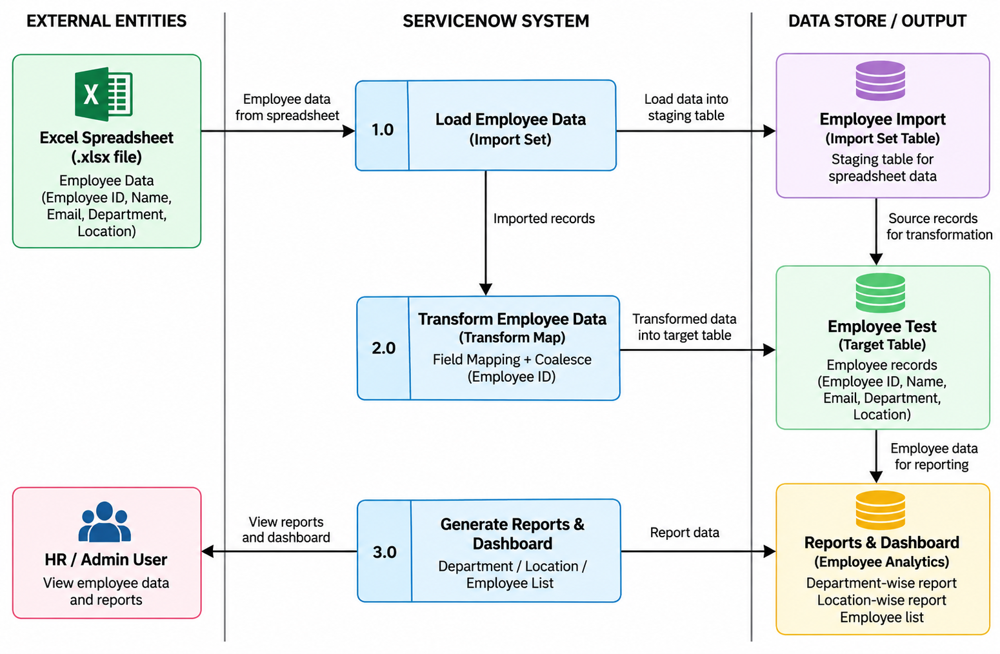 EXTERNAL ENTITIES
SERVICENOW SYSTEM
DATA STORE / OUTPUT
X
Excel Spreadsheet
(.xlsx file)
Employee Data
(Employee ID, Name,
Email, Department,
Location)
Employee data
from spreadsheet
1.0
Load Employee Data
(Import Set)
Load data into
staging table
Employee Import
(Import Set Table)
Staging table for
spreadsheet data
Imported records
Source records
for transformation
2.0
Transform Employee Data
(Transform Map)
Field Mapping + Coalesce
(Employee ID)
Transformed data
into target table
Employee Test
(Target Table)
Employee records
(Employee ID, Name,
Email, Department,
Location)
Employee data
for reporting
HR / Admin User
View employee data
and reports
View reports
and dashboard
3.0
Generate Reports &
Dashboard
Department / Location /
Employee List
Report data
Reports & Dashboard
(Employee Analytics)
Department-wise report
Location-wise report
Employee list